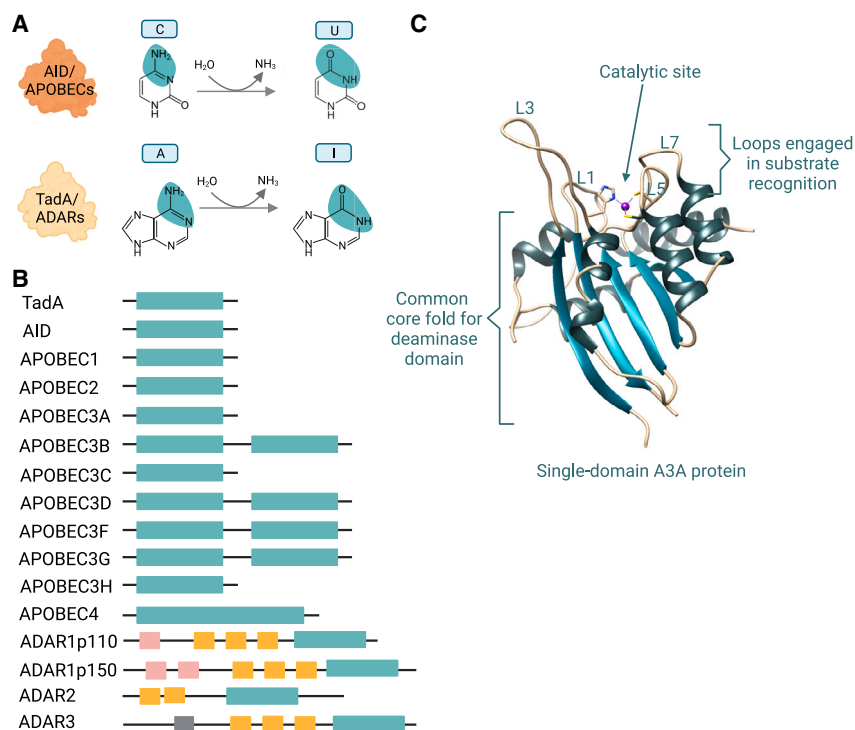 A
AID/
APOBECs
C
NH₂
N
N
H
O
H₂O
NH₃
U
O
NH
N
H
O
TadA/
ADARs
A
NH₂
N
N
N
N
H
H₂O
NH₃
I
O
N
NH
N
N
H
B
TadA
AID
APOBEC1
APOBEC2
APOBEC3A
APOBEC3B
APOBEC3C
APOBEC3D
APOBEC3F
APOBEC3G
APOBEC3H
APOBEC4
ADAR1p110
ADAR1p150
ADAR2
ADAR3
C
Catalytic site
L3
L1
L7
L5
Loops engaged
in substrate
recognition
Common
core fold for
deaminase
domain
Single-domain A3A protein